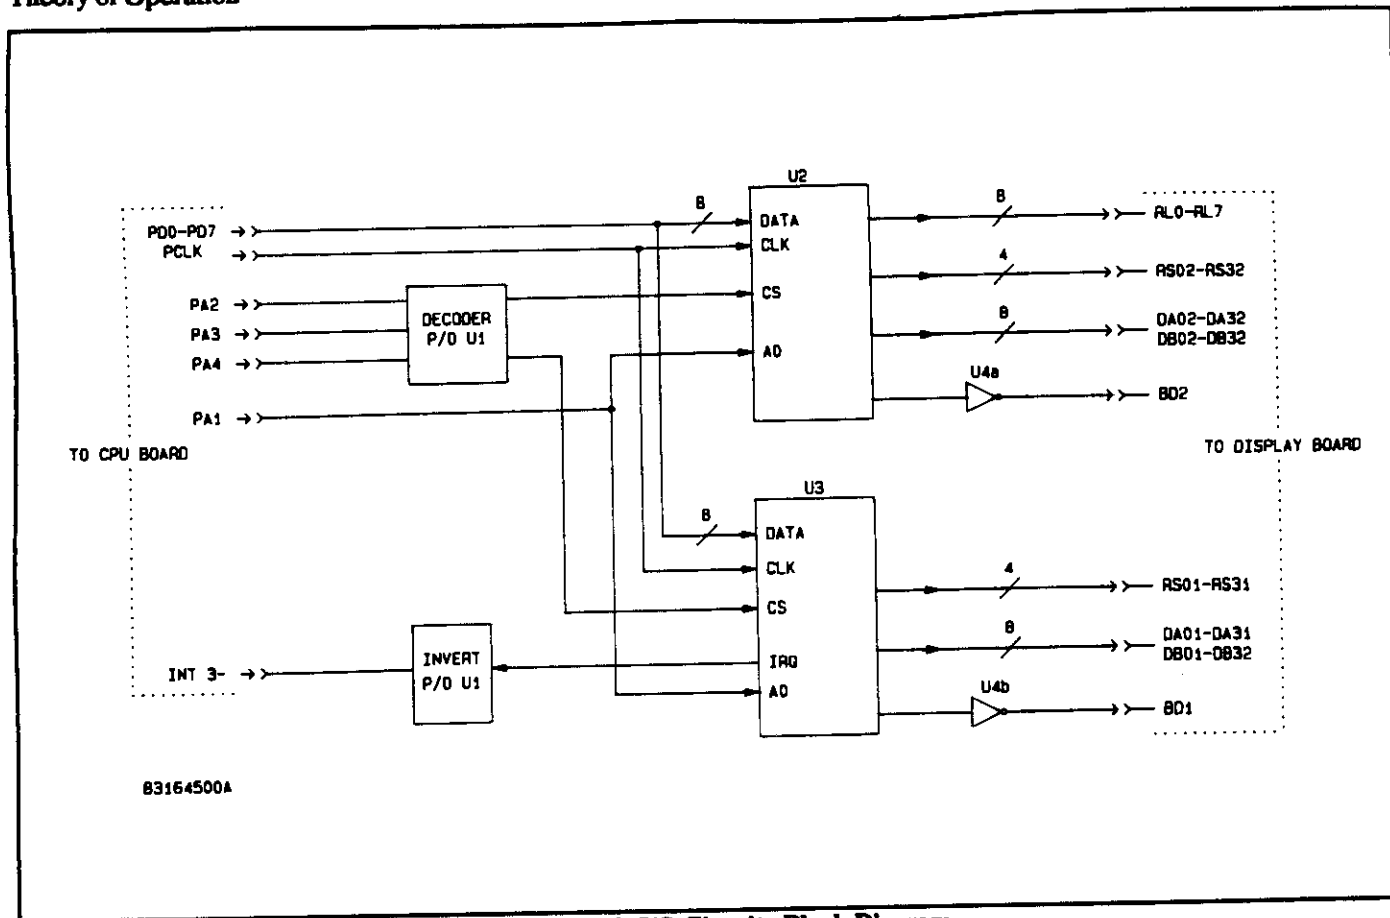 Theory of Operation
U2
PD0-PD7
PCLK
8
DATA
CLK
8
RL0-RL7
PA2
PA3
PA4
DECODER
P/O U1
CS
4
RS02-RS32
A0
8
DA02-DA32
DB02-DB32
PA1
U4a
BD2
TO CPU BOARD
TO DISPLAY BOARD
U3
8
DATA
CLK
CS
IRQ
A0
4
RS01-RS31
8
DA01-DA31
DB01-DB32
INT 3-
INVERT
P/O U1
U4b
BD1
83164500A
Circuits Block Diagram